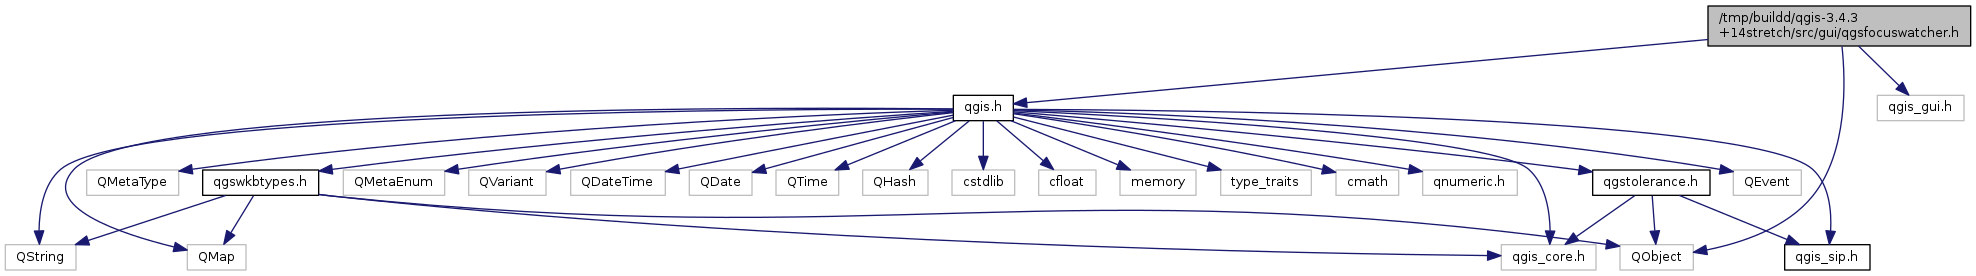 /tmp/buildd/qgis-3.4.3
+14stretch/src/gui/qgsfocuswatcher.h
qgis.h
qgis_gui.h
QMetaType
qgswkbtypes.h
QMetaEnum
QVariant
QDateTime
QDate
QTime
QHash
cstdlib
cfloat
memory
type_traits
cmath
qnumeric.h
qgstolerance.h
QEvent
QString
QMap
qgis_core.h
QObject
qgis_sip.h